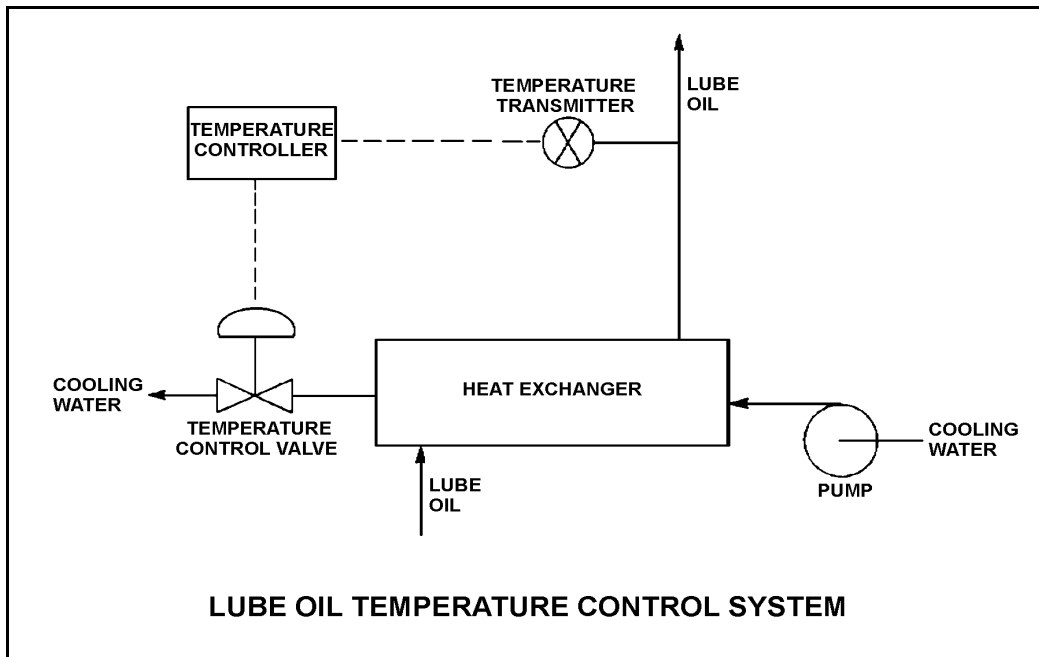 TEMPERATURE
TRANSMITTER
LUBE
OIL
TEMPERATURE
CONTROLLER
COOLING
WATER
HEAT EXCHANGER
TEMPERATURE
CONTROL VALVE
COOLING
WATER
PUMP
LUBE
OIL
LUBE OIL TEMPERATURE CONTROL SYSTEM